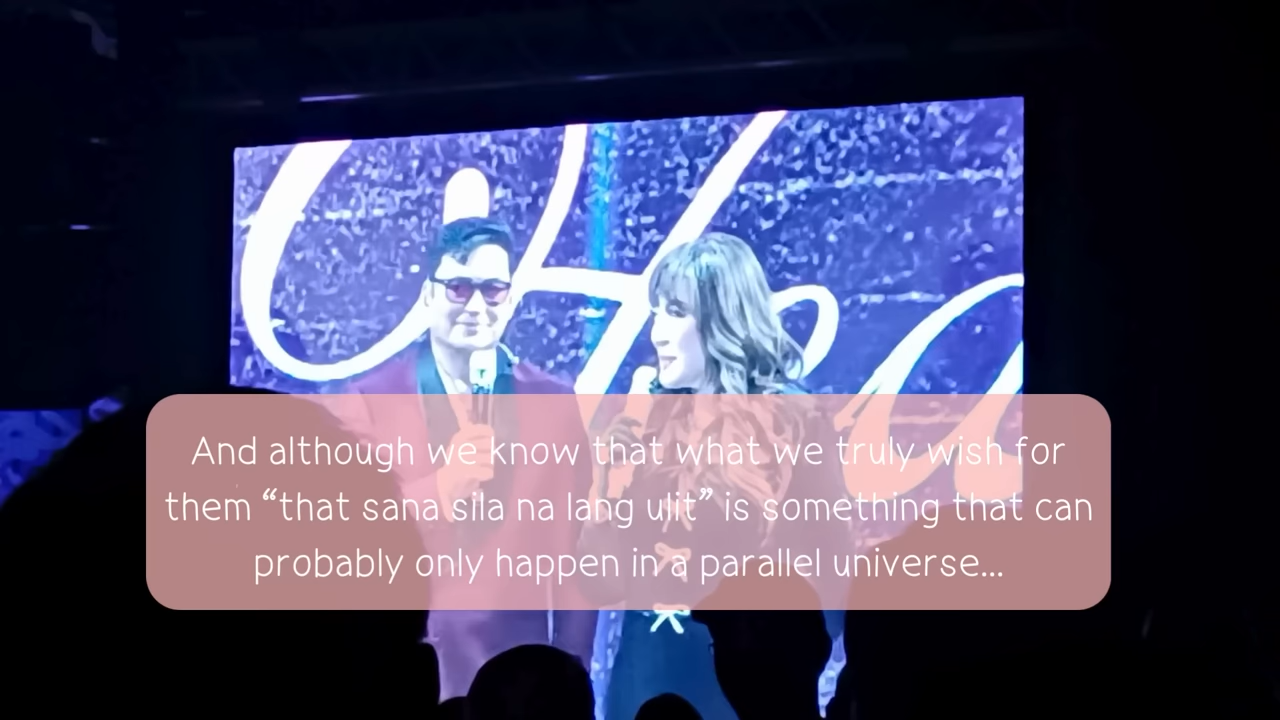 And although we know that what we truly wish for
them “that sana sila na lang ulit” is something that can
probably only happen in a parallel universe...